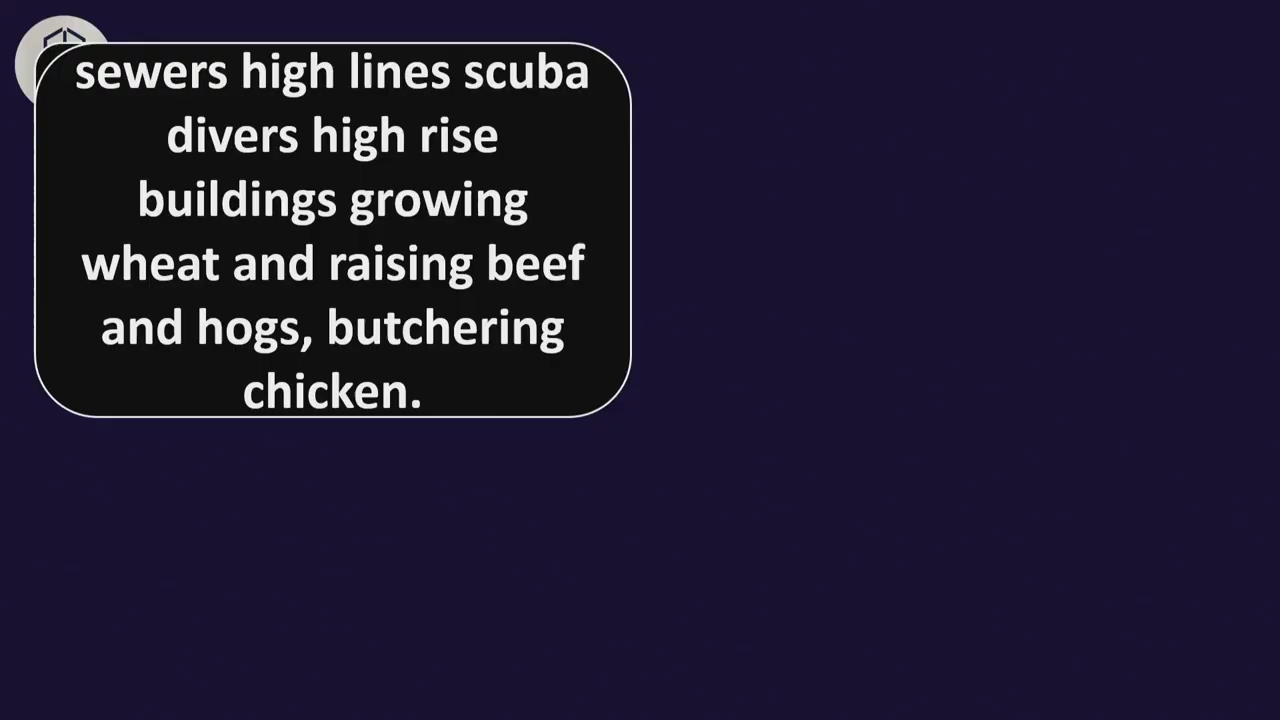 sewers high lines scuba
divers high rise
buildings growing
wheat and raising beef
and hogs, butchering
chicken.